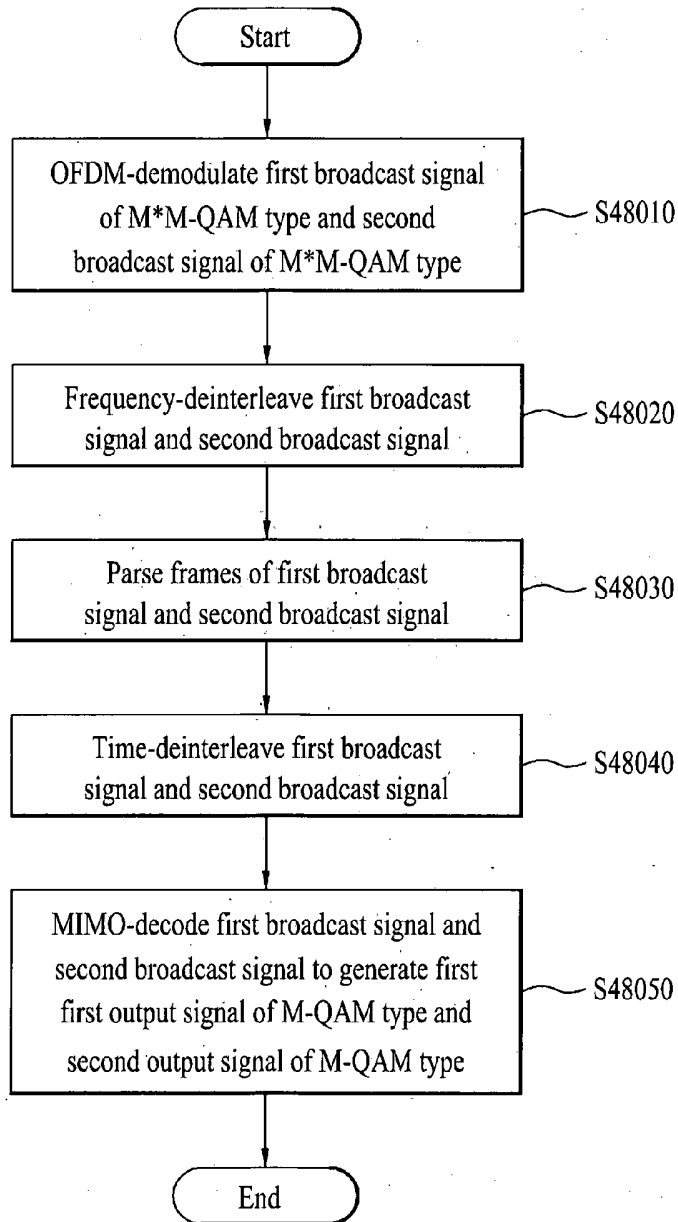 Start
OFDM-demodulate first broadcast signal
of M*M-QAM type and second
broadcast signal of M*M-QAM type
S48010
Frequency-deinterleave first broadcast
signal and second broadcast signal
S48020
Parse frames of first broadcast
signal and second broadcast signal
S48030
Time-deinterleave first broadcast
signal and second broadcast signal
S48040
MIMO-decode first broadcast signal and
second broadcast signal to generate first
first output signal of M-QAM type and
second output signal of M-QAM type
S48050
End